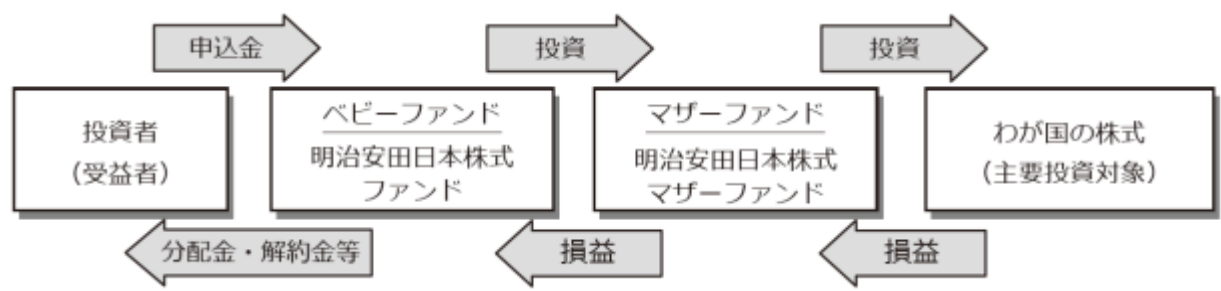 申込金
投資
投資
投資者
（受益者）
ベビーファンド
明治安田日本株式
ファンド
マザーファンド
明治安田日本株式
マザーファンド
わが国の株式
（主要投資対象）
分配金・解約金等
損益
損益